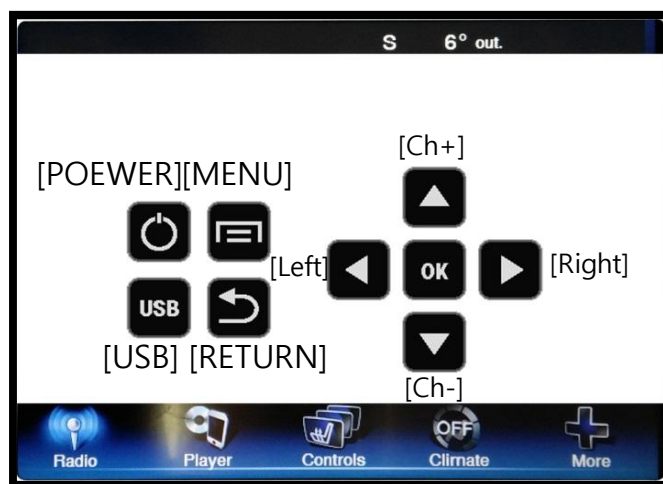 S 6° out.
[Ch+]
[POEWER][MENU]
[Left] OK [Right]
USB
[USB] [RETURN]
[Ch-]
OFF
Radio Player Controls Climate More